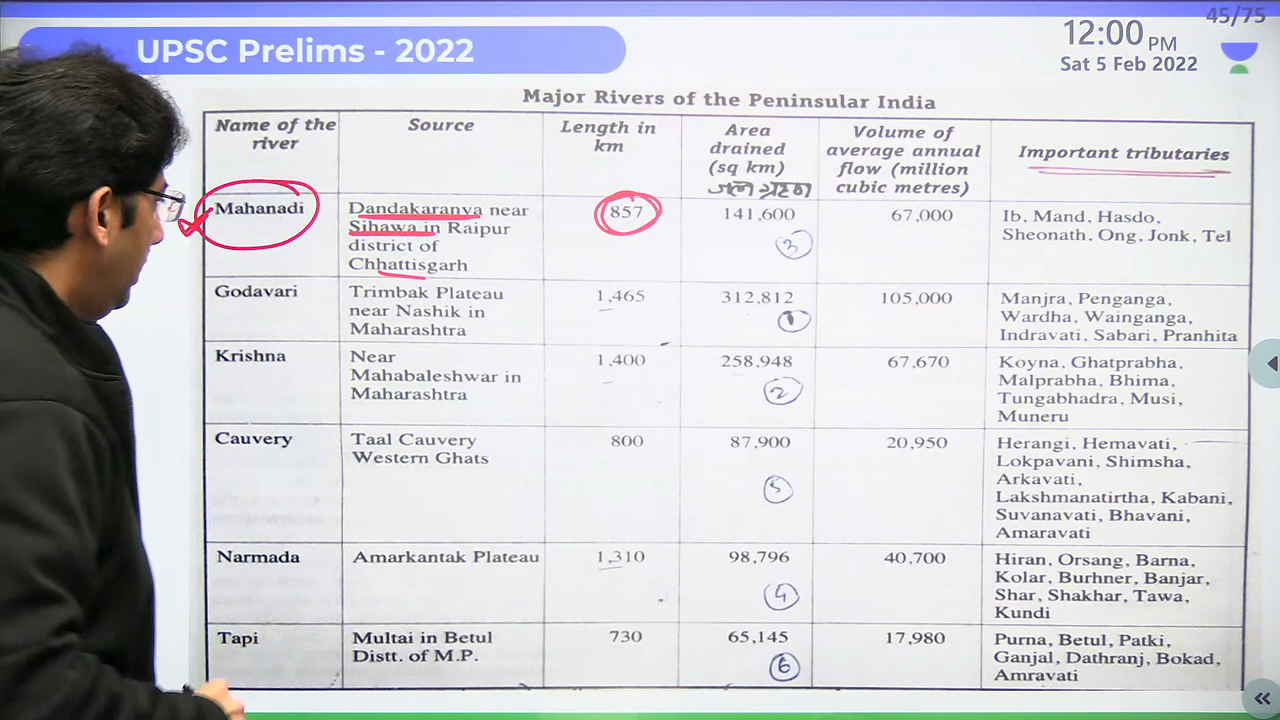 45/75
UPSC Prelims - 2022
12:00 PM
Sat 5 Feb 2022
Major Rivers of the Peninsular India
Name of the
river
Source
Length in
km
Area
drained
(sq km)
जल ग्रहण
Volume of
average annual
flow (million
cubic metres)
Important tributaries
Mahanadi
Dandakaranya near
Sihawa in Raipur
district of
Chhattisgarh
857
141,600
3
67,000
Ib, Mand, Hasdo,
Sheonath, Ong, Jonk, Tel
Godavari
Trimbak Plateau
near Nashik in
Maharashtra
1,465
312,812
1
105,000
Manjra, Penganga,
Wardha, Wainganga,
Indravati, Sabari, Pranhita
Krishna
Near
Mahabaleshwar in
Maharashtra
1,400
258,948
2
67,670
Koyna, Ghatprabha,
Malprabha, Bhima,
Tungabhadra, Musi,
Muneru
Cauvery
Taal Cauvery
Western Ghats
800
87,900
5
20,950
Herangi, Hemavati,
Lokpavani, Shimsha,
Arkavati,
Lakshmanatirtha, Kabani,
Suvanavati, Bhavani,
Amaravati
Narmada
Amarkantak Plateau
1,310
98,796
4
40,700
Hiran, Orsang, Barna,
Kolar, Burhner, Banjar,
Shar, Shakhar, Tawa,
Kundi
Tapi
Multai in Betul
Distt. of M.P.
730
65,145
6
17,980
Purna, Betul, Patki,
Ganjal, Dathranj, Bokad,
Amravati